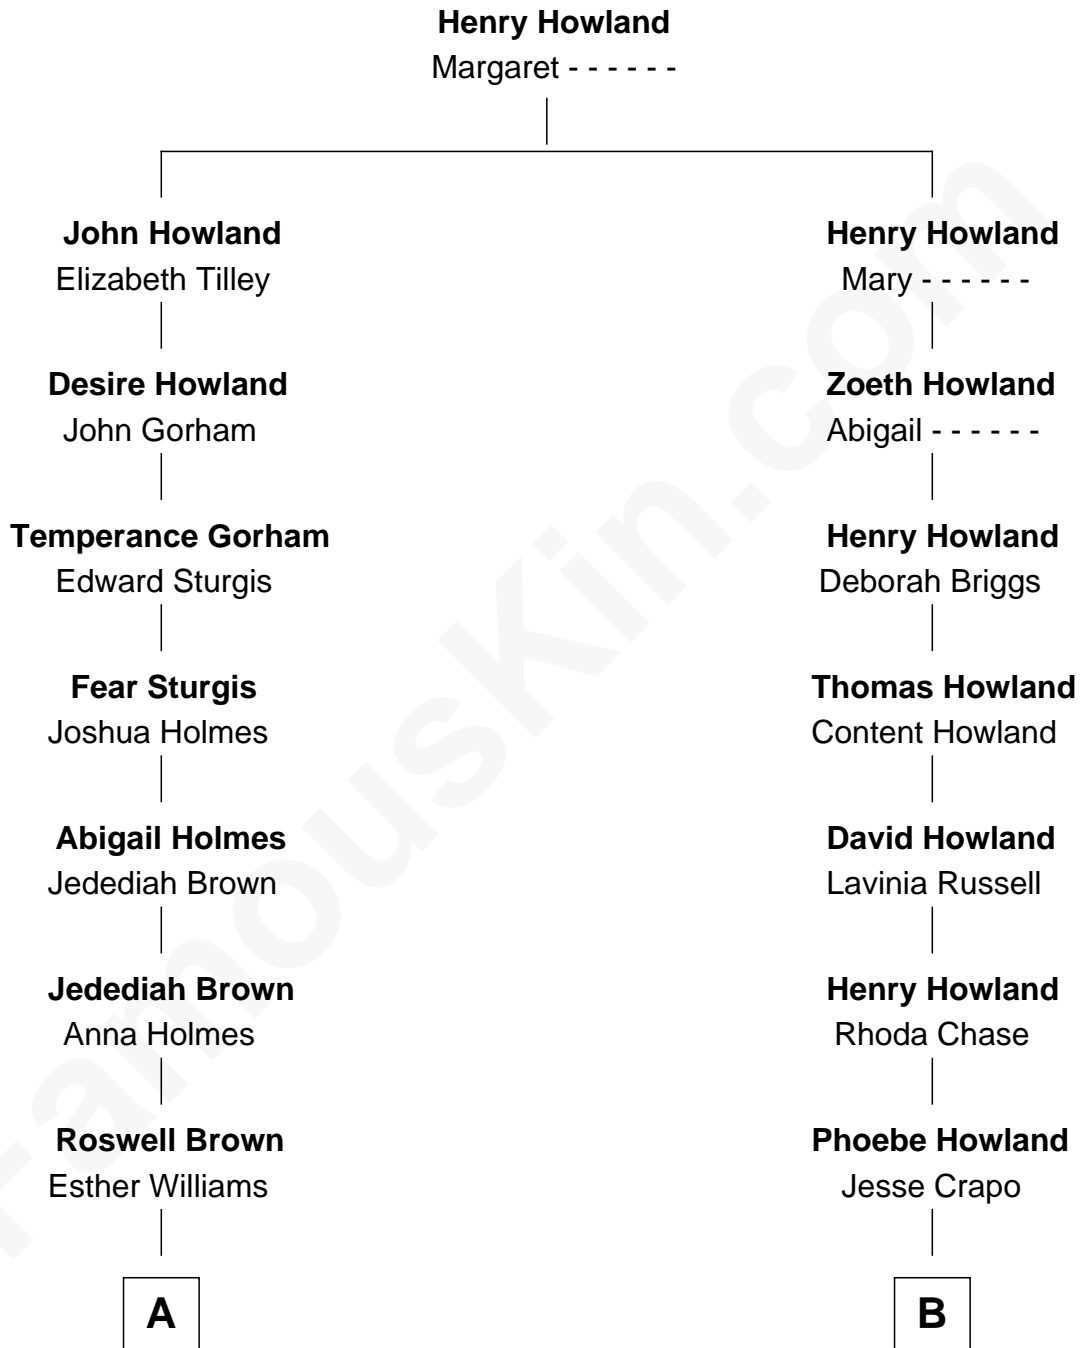 Henry Howland
Margaret - - - - - -
John Howland
Elizabeth Tilley
Henry Howland
Mary - - - - - -
Desire Howland
John Gorham
Zoeth Howland
Abigail - - - - - -
Temperance Gorham
Edward Sturgis
Henry Howland
Deborah Briggs
Fear Sturgis
Joshua Holmes
Thomas Howland
Content Howland
Abigail Holmes
Jedediah Brown
David Howland
Lavinia Russell
Jedediah Brown
Anna Holmes
Henry Howland
Rhoda Chase
Roswell Brown
Esther Williams
Phoebe Howland
Jesse Crapo
A
B
FamousKin.com